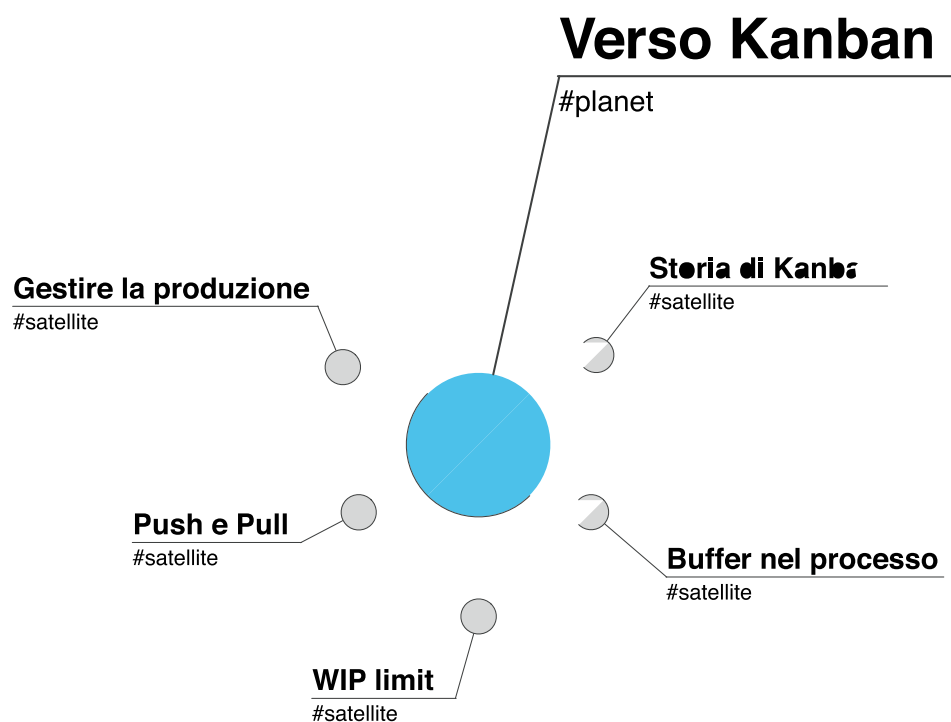 Verso Kanban
#planet
Gestire la produzione
#satellite
Storia di Kanba
#satellite
Push e Pull
#satellite
Buffer nel processo
#satellite
WIP limit
#satellite